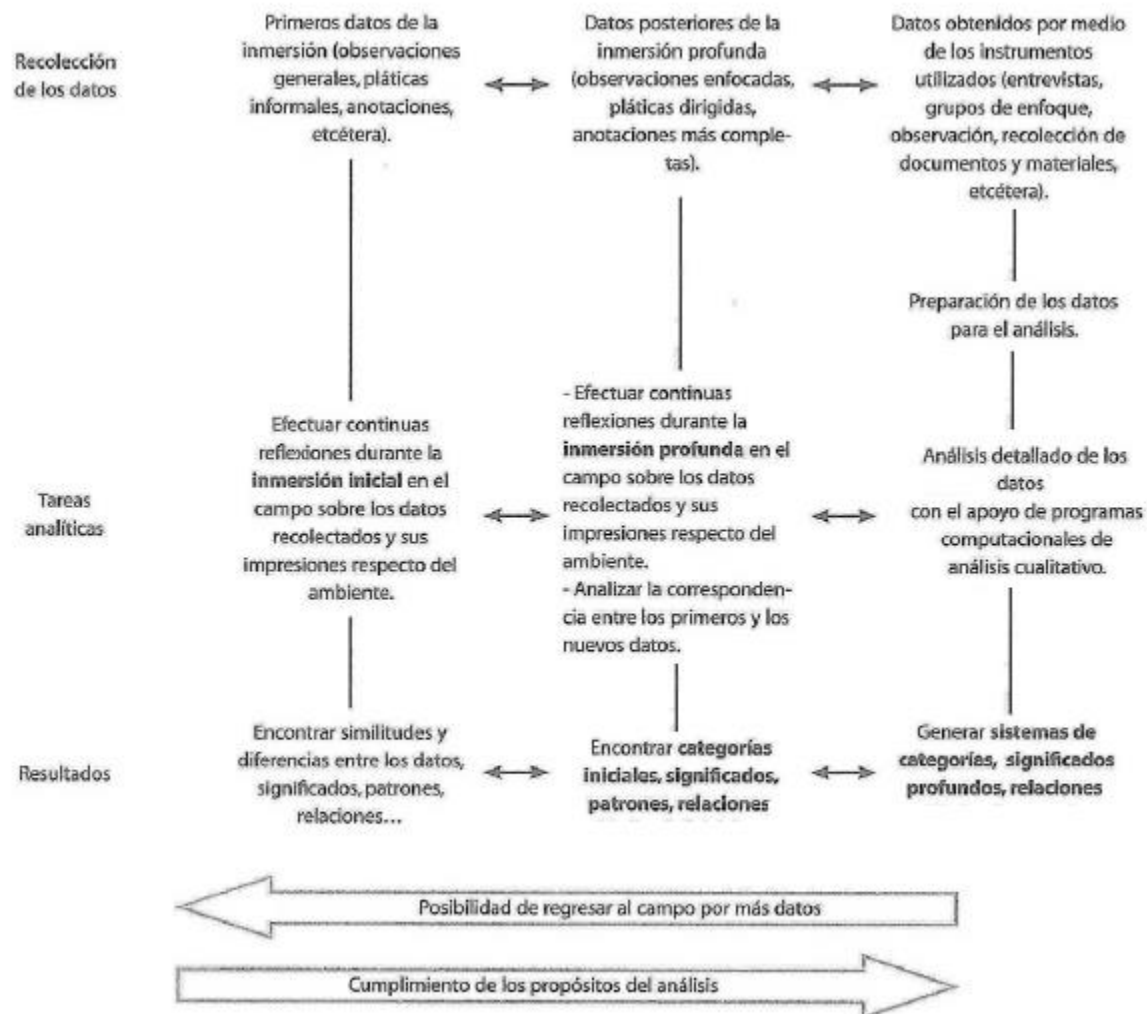 Recolección
de los datos
Primeros datos de la
inmersión (observaciones
generales, pláticas
informales, anotaciones,
etcétera).
Datos posteriores de la
inmersión profunda
(observaciones enfocadas,
pláticas dirigidas,
anotaciones más comple-
tas).
Datos obtenidos por medio
de los instrumentos
utilizados (entrevistas,
grupos de enfoque,
observación, recolección de
documentos y materiales,
etcétera).
Preparación de los datos
para el análisis.
Tareas
analíticas
Efectuar continuas
reflexiones durante la
inmersión inicial en el
campo sobre los datos
recolectados y sus
impresiones respecto del
ambiente.
- Efectuar continuas
reflexiones durante la
inmersión profunda en el
campo sobre los datos
recolectados y sus
impresiones respecto del
ambiente.
- Analizar la corresponden-
cia entre los primeros y los
nuevos datos.
Análisis detallado de los
datos
con el apoyo de programas
computacionales de
análisis cualitativo.
Resultados
Encontrar similitudes y
diferencias entre los datos,
significados, patrones,
relaciones...
Encontrar categorías
iniciales, significados,
patrones, relaciones
Generar sistemas de
categorías, significados
profundos, relaciones
Posibilidad de regresar al campo por más datos
Cumplimiento de los propósitos del análisis